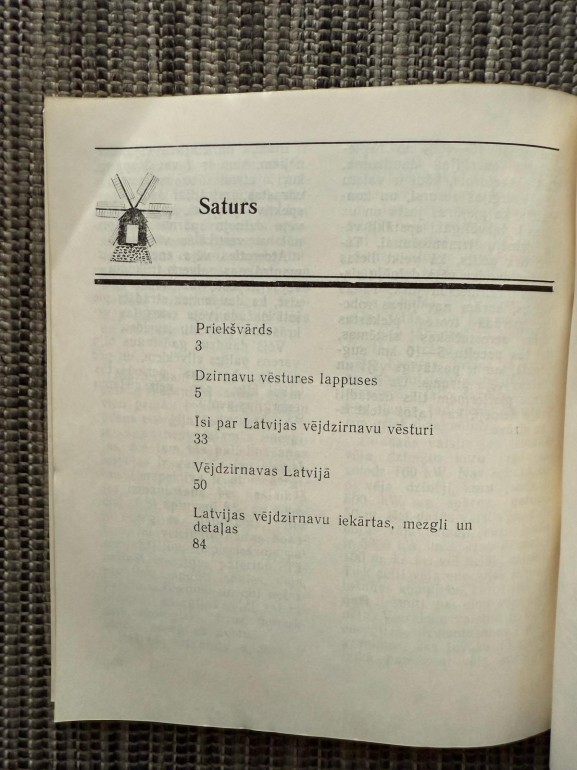 Saturs
Priekšvārds
3
Dzirnavu vēstures lappuses
5
Īsi par Latvijas vējdzirnavu vēsturi
33
Vējdzirnavas Latvijā
50
Latvijas vējdzirnavu iekārtas, mezgli un
detaļas
84